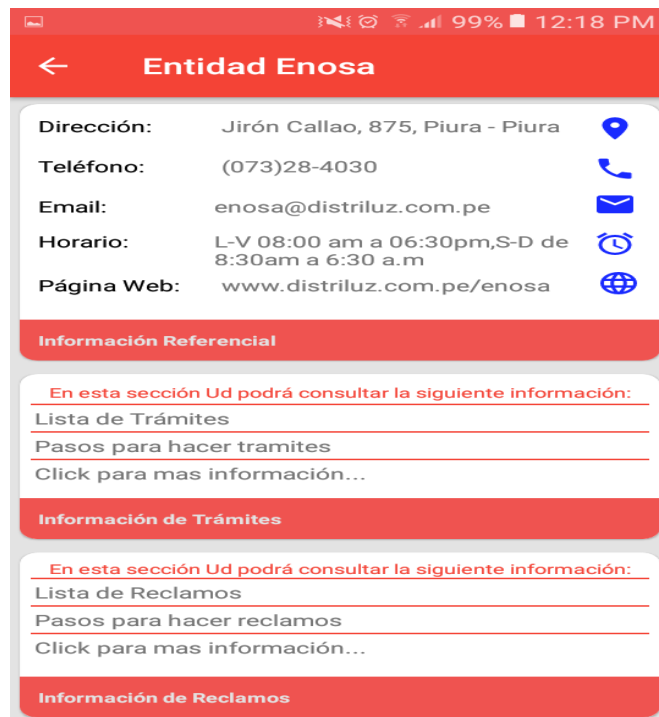 99% 12:18 PM
Entidad Enosa
Dirección: Jirón Callao, 875, Piura - Piura
Teléfono: (073)28-4030
Email: enosa@distriluz.com.pe
Horario: L-V 08:00 am a 06:30pm,S-D de
8:30am a 6:30 a.m
Página Web: www.distriluz.com.pe/enosa
Información Referencial
En esta sección Ud podrá consultar la siguiente información:
Lista de Trámites
Pasos para hacer tramites
Click para mas información...
Información de Trámites
En esta sección Ud podrá consultar la siguiente información:
Lista de Reclamos
Pasos para hacer reclamos
Click para mas información...
Información de Reclamos